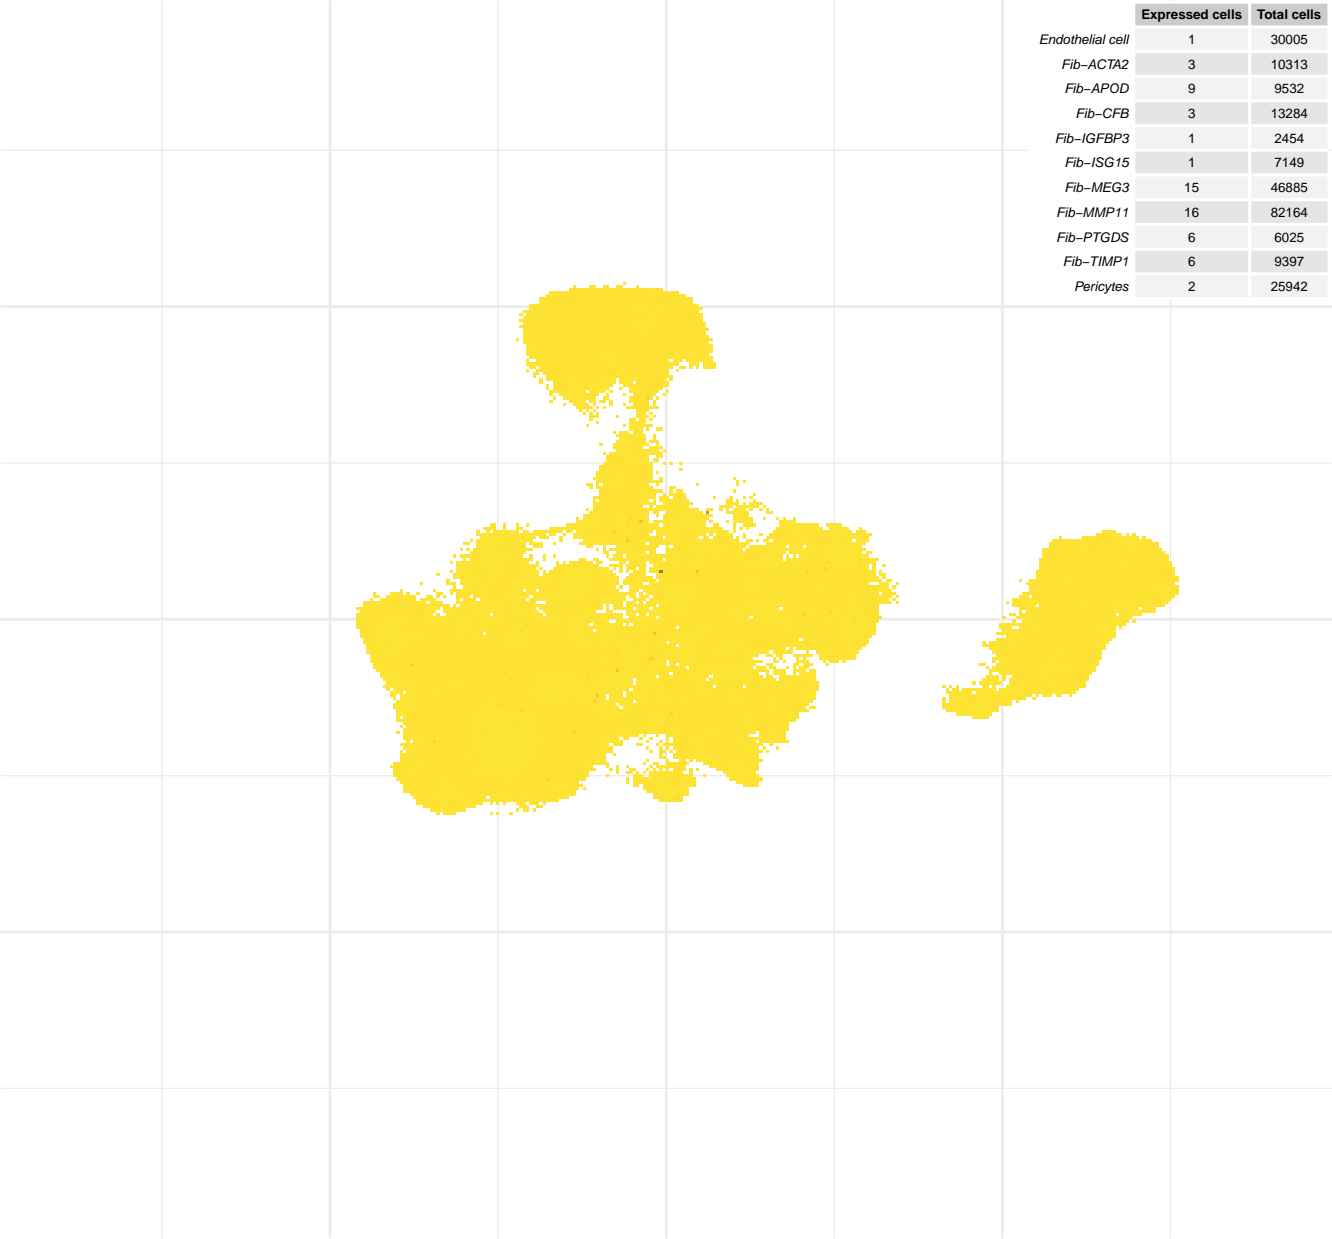 Expressed cells Total cells
Endothelial cell 1 30005
Fib−ACTA2 3 10313
Fib−APOD 9 9532
Fib−CFB 3 13284
Fib−IGFBP3 1 2454
Fib−ISG15 1 7149
Fib−MEG3 15 46885
Fib−MMP11 16 82164
Fib−PTGDS 6 6025
Fib−TIMP1 6 9397
Pericytes 2 25942